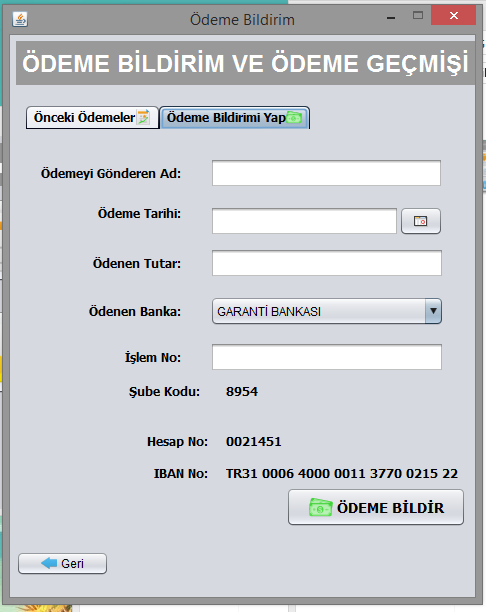 Ödeme Bildirim
ÖDEME BİLDİRİM VE ÖDEME GEÇMİŞİ
Önceki Ödemeler Ödeme Bildirimi Yap
Ödemeyi Gönderen Ad:
Ödeme Tarihi:
Ödenen Tutar:
Ödenen Banka: GARANTİ BANKASI
İşlem No:
Şube Kodu: 8954
Hesap No: 0021451
IBAN No: TR31 0006 4000 0011 3770 0215 22
ÖDEME BİLDİR
Geri